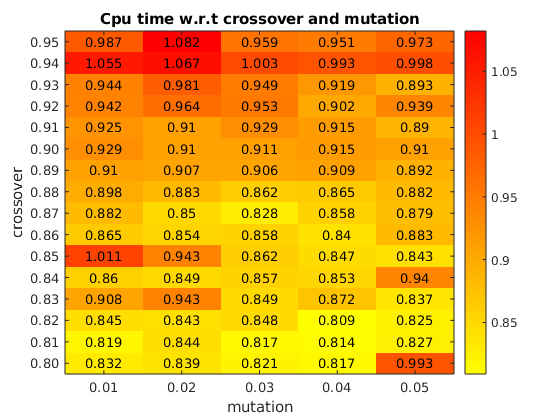 Cpu time w.r.t crossover and mutation
0.95 0.987 1.082 0.959 0.951 0.973
0.94 1.055 1.067 1.003 0.993 0.998
0.93 0.944 0.981 0.949 0.919 0.893
0.92 0.942 0.964 0.953 0.902 0.939
0.91 0.925 0.91 0.929 0.915 0.89
0.90 0.929 0.91 0.911 0.915 0.91
0.89 0.91 0.907 0.906 0.909 0.892
0.88 0.898 0.883 0.862 0.865 0.882
0.87 0.882 0.85 0.828 0.858 0.879
0.86 0.865 0.854 0.858 0.84 0.883
0.85 1.011 0.943 0.862 0.847 0.843
0.84 0.86 0.849 0.857 0.853 0.94
0.83 0.908 0.943 0.849 0.872 0.837
0.82 0.845 0.843 0.848 0.809 0.825
0.81 0.819 0.844 0.817 0.814 0.827
0.80 0.832 0.839 0.821 0.817 0.993
0.01 0.02 0.03 0.04 0.05
mutation
crossover
1.05
1
0.95
0.9
0.85